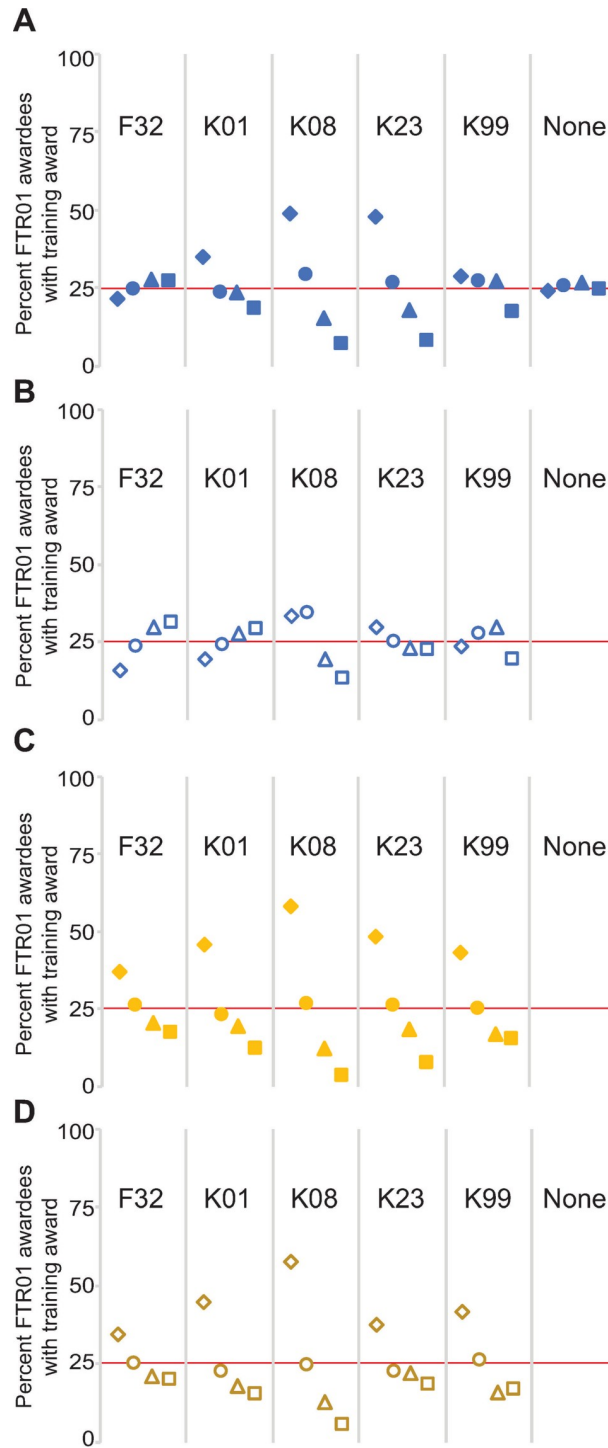 A
Percent FTR01 awardees
with training award
100
75
50
25
0
F32 K01 K08 K23 K99 None
B
Percent FTR01 awardees
with training award
100
75
50
25
0
F32 K01 K08 K23 K99 None
C
Percent FTR01 awardees
with training award
100
75
50
25
0
F32 K01 K08 K23 K99 None
D
Percent FTR01 awardees
with training award
100
75
50
25
0
F32 K01 K08 K23 K99 None